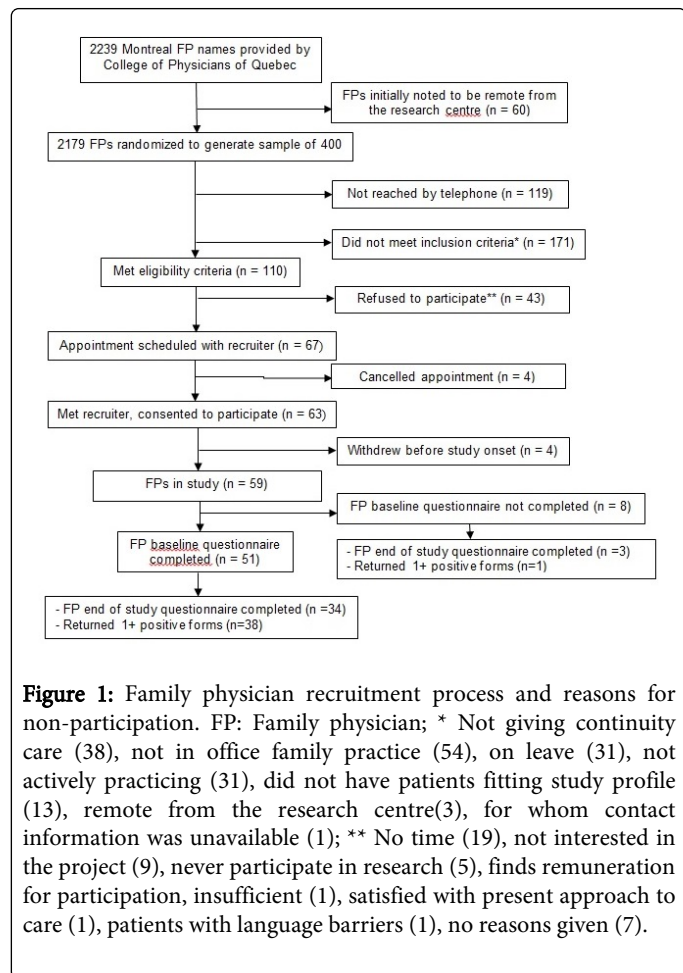 2239 Montreal FP names provided by
College of Physicians of Quebec
FPs initially noted to be remote from
the research centre (n = 60)
2179 FPs randomized to generate sample of 400
Not reached by telephone (n = 119)
Did not meet inclusion criteria* (n = 171)
Met eligibility criteria (n = 110)
Refused to participate** (n = 43)
Appointment scheduled with recruiter (n = 67)
Cancelled appointment (n = 4)
Met recruiter, consented to participate (n = 63)
Withdrew before study onset (n = 4)
FPs in study (n = 59)
FP baseline questionnaire not completed (n = 8)
FP baseline questionnaire
completed (n = 51)
- FP end of study questionnaire completed (n =3)
- Returned 1+ positive forms (n=1)
- FP end of study questionnaire completed (n =34)
- Returned 1+ positive forms (n=38)
Figure 1: Family physician recruitment process and reasons for
non-participation. FP: Family physician; * Not giving continuity
care (38), not in office family practice (54), on leave (31), not
actively practicing (31), did not have patients fitting study profile
(13), remote from the research centre(3), for whom contact
information was unavailable (1); ** No time (19), not interested in
the project (9), never participate in research (5), finds remuneration
for participation, insufficient (1), satisfied with present approach to
care (1), patients with language barriers (1), no reasons given (7).